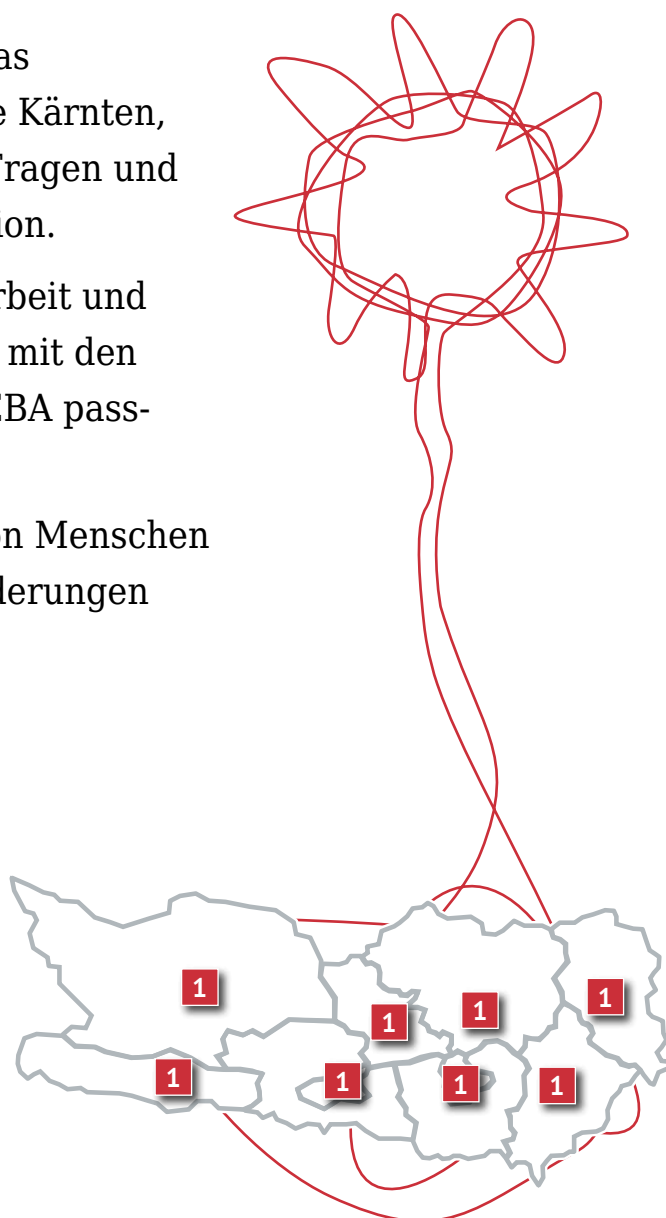 as
e Kärnten,
Fragen und
ion.
rbeit und
mit den
EBA pass-
on Menschen
derungen
1
1
1
1
1
1
1
1